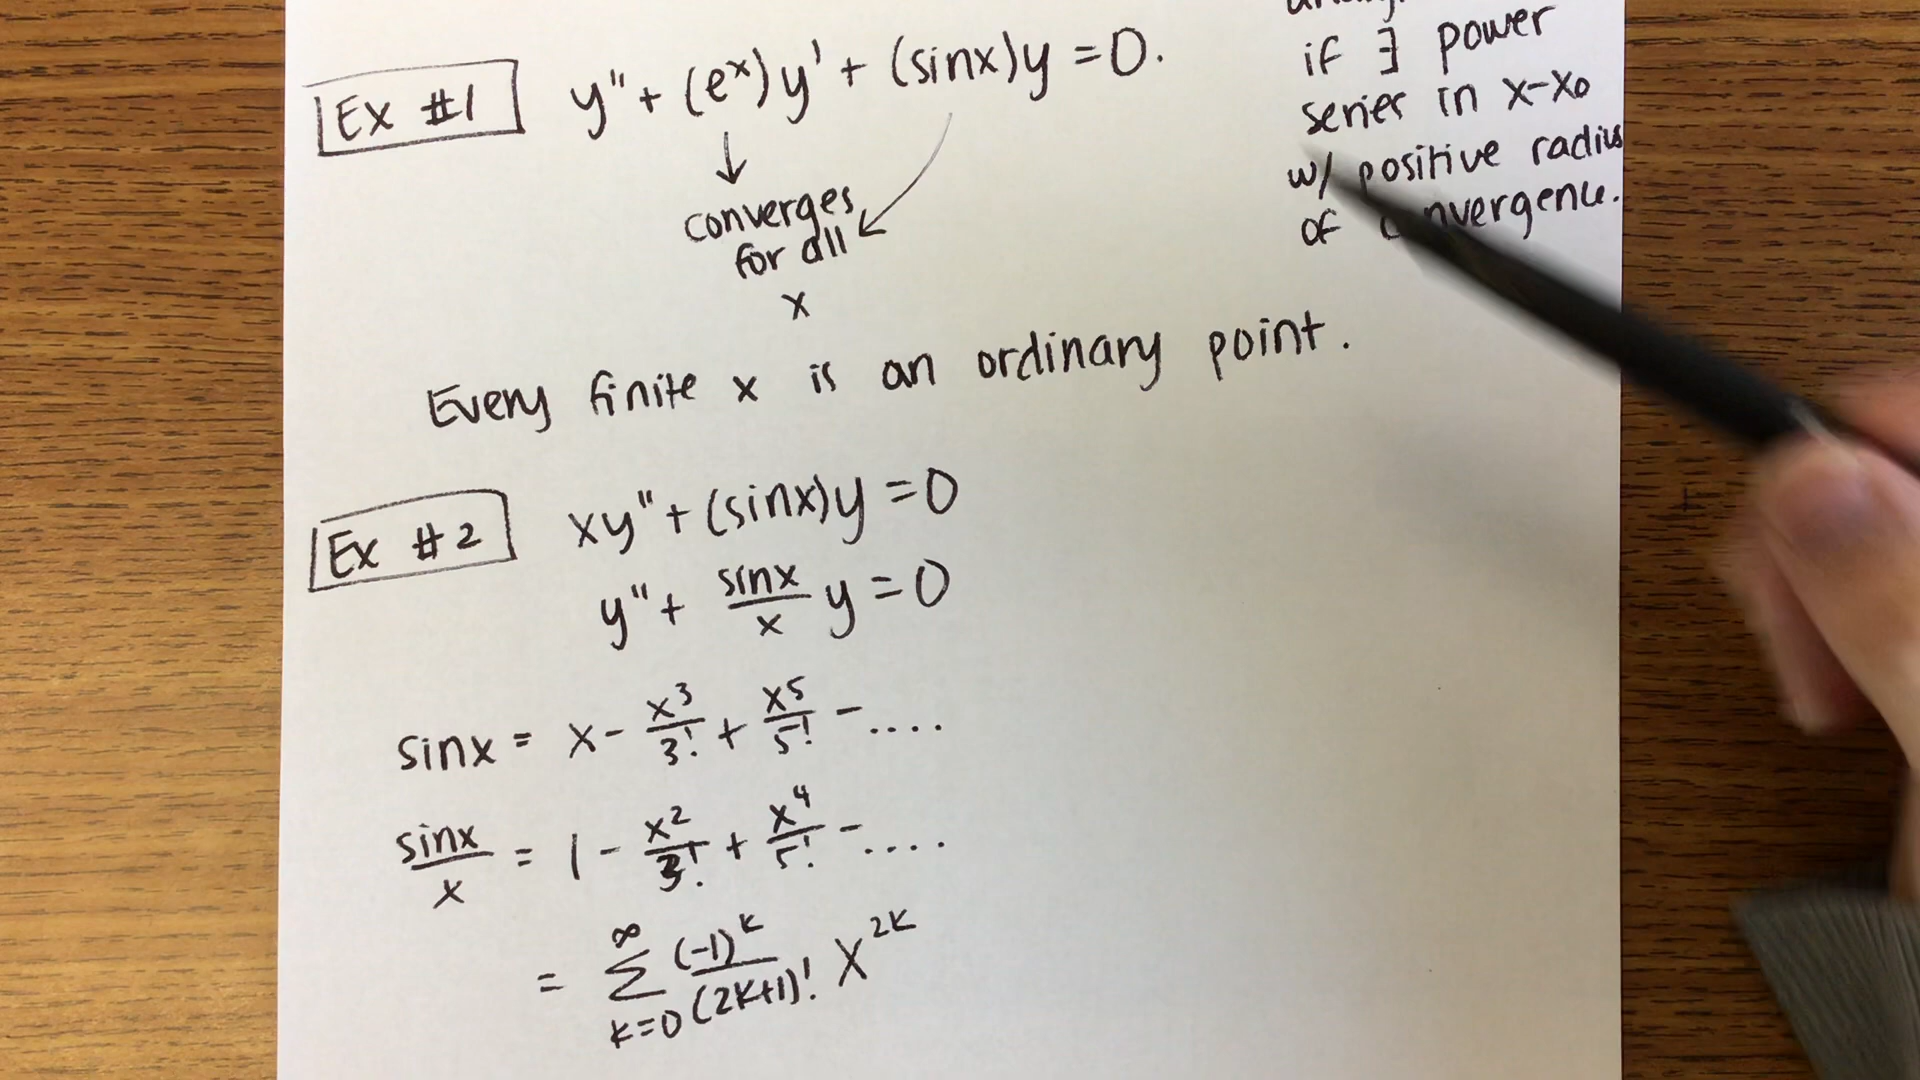 Ex #1 y" + (e^x)y' + (sinx)y = 0.
↓
converges
for all
x
if ∃ power
series in x-x₀
w/ positive radius
of convergence.
Every finite x is an ordinary point.
Ex #2 xy" + (sinx)y = 0
y" + sinx/x y = 0
sinx = x - x³/3! + x⁵/5! - ....
sinx/x = 1 - x²/3! + x⁴/5! - ....
= ∑_{k=0}^{∞} (-1)^k/(2k+1)! x^{2k}